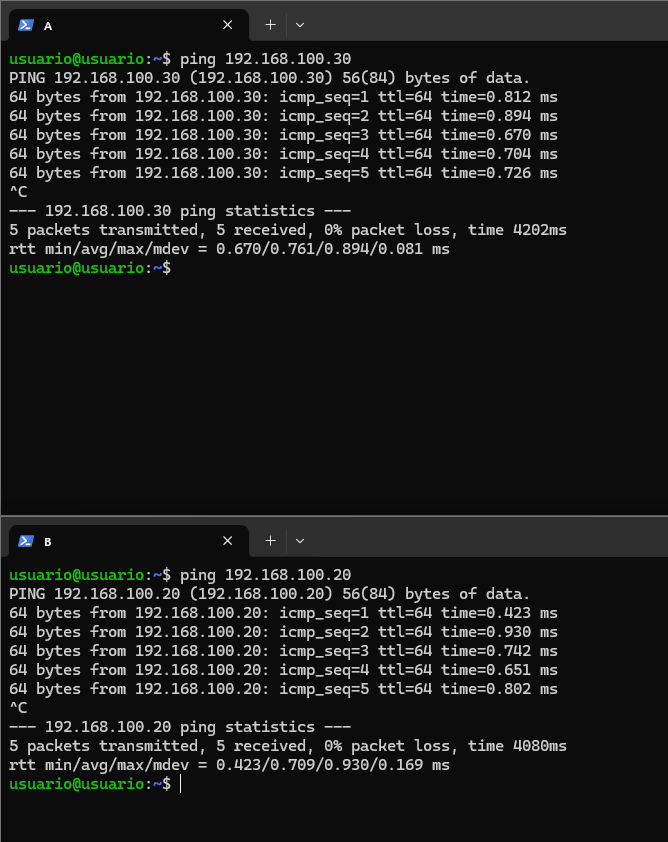 A
usuario@usuario:~$ ping 192.168.100.30
PING 192.168.100.30 (192.168.100.30) 56(84) bytes of data.
64 bytes from 192.168.100.30: icmp_seq=1 ttl=64 time=0.812 ms
64 bytes from 192.168.100.30: icmp_seq=2 ttl=64 time=0.894 ms
64 bytes from 192.168.100.30: icmp_seq=3 ttl=64 time=0.670 ms
64 bytes from 192.168.100.30: icmp_seq=4 ttl=64 time=0.704 ms
64 bytes from 192.168.100.30: icmp_seq=5 ttl=64 time=0.726 ms
^C
--- 192.168.100.30 ping statistics ---
5 packets transmitted, 5 received, 0% packet loss, time 4202ms
rtt min/avg/max/mdev = 0.670/0.761/0.894/0.081 ms
usuario@usuario:~$
B
usuario@usuario:~$ ping 192.168.100.20
PING 192.168.100.20 (192.168.100.20) 56(84) bytes of data.
64 bytes from 192.168.100.20: icmp_seq=1 ttl=64 time=0.423 ms
64 bytes from 192.168.100.20: icmp_seq=2 ttl=64 time=0.930 ms
64 bytes from 192.168.100.20: icmp_seq=3 ttl=64 time=0.742 ms
64 bytes from 192.168.100.20: icmp_seq=4 ttl=64 time=0.651 ms
64 bytes from 192.168.100.20: icmp_seq=5 ttl=64 time=0.802 ms
^C
--- 192.168.100.20 ping statistics ---
5 packets transmitted, 5 received, 0% packet loss, time 4080ms
rtt min/avg/max/mdev = 0.423/0.709/0.930/0.169 ms
usuario@usuario:~$